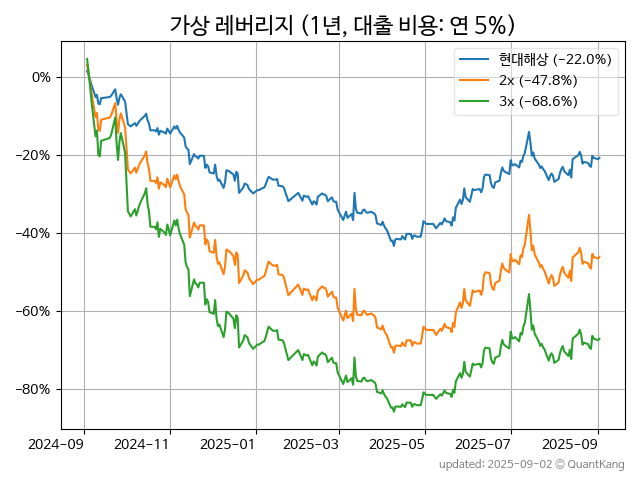 가상 레버리지 (1년, 대출 비용: 연 5%)
현대해상 (−22.0%)
2x (−47.8%)
3x (−68.6%)
0%
−20%
−40%
−60%
−80%
2024−09 2024−11 2025−01 2025−03 2025−05 2025−07 2025−09
updated: 2025−09−02 © QuantKang